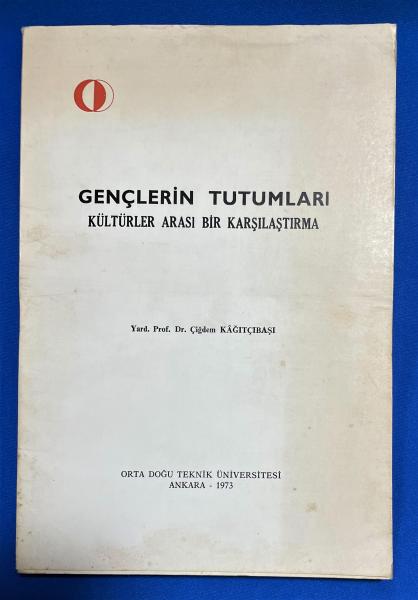 GENÇLERİN TUTUMLARI
KÜLTÜRLER ARASI BİR KARŞILAŞTIRMA
Yard. Prof. Dr. Çiğdem KÂĞITÇIBAŞI
ORTA DOĞU TEKNİK ÜNİVERSİTESİ
ANKARA - 1973